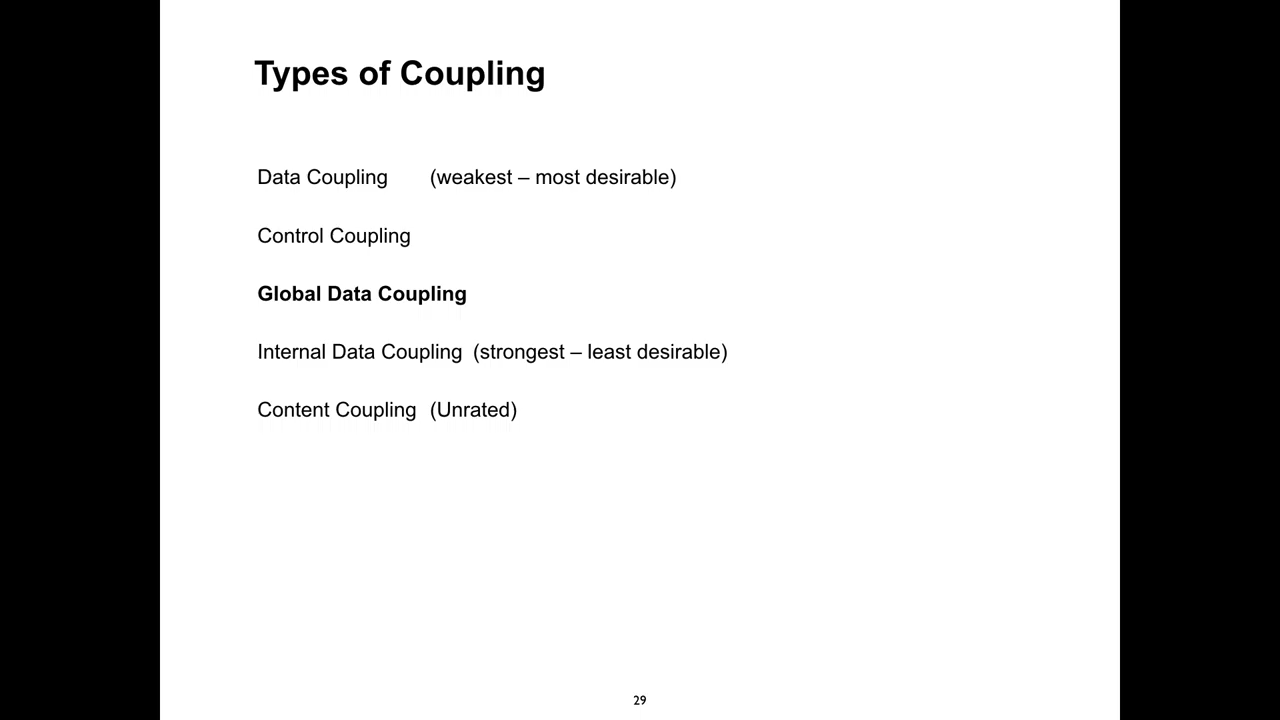 Types of Coupling
Data Coupling (weakest – most desirable)
Control Coupling
Global Data Coupling
Internal Data Coupling (strongest – least desirable)
Content Coupling (Unrated)
29